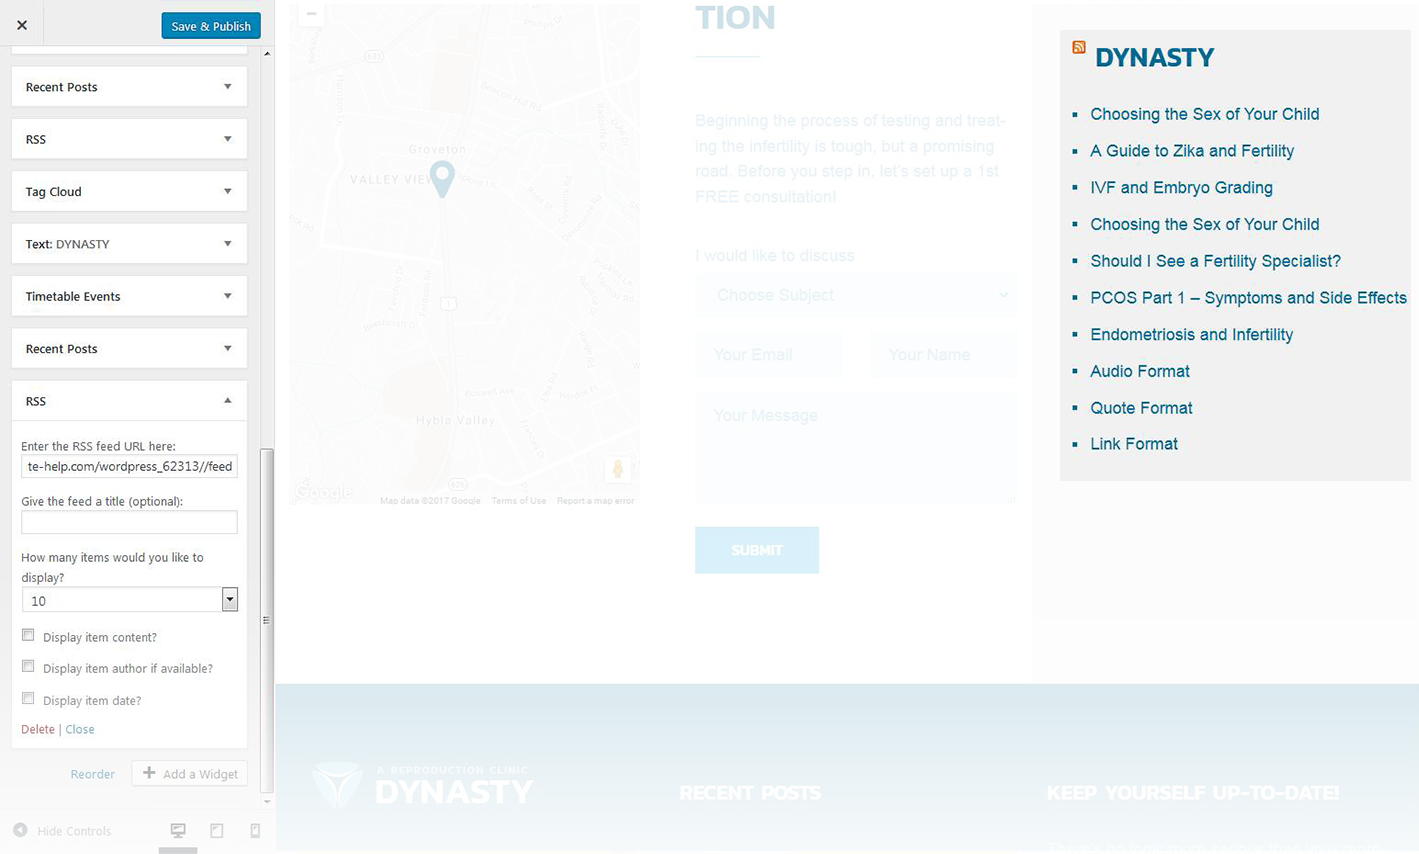 Save & Publish
Recent Posts
RSS
Tag Cloud
Text: DYNASTY
Timetable Events
Recent Posts
RSS
Enter the RSS feed URL here:
te-help.com/wordpress_62313//feed
Give the feed a title (optional):
How many items would you like to
display?
10
Display item content?
Display item author if available?
Display item date?
Delete | Close
Reorder
Add a Widget
Hide Controls
Groveton
VALLEY VIEW
Hybla Valley
Google
Map data ©2017 Google
Terms of Use
Report a map error
TION
Beginning the process of testing and treat-
ing the infertility is tough, but a promising
road. Before you step in, let's set up a 1st
FREE consultation!
I would like to discuss
Choose Subject
Your Email
Your Name
Your Message
SUBMIT
DYNASTY
Choosing the Sex of Your Child
A Guide to Zika and Fertility
IVF and Embryo Grading
Choosing the Sex of Your Child
Should I See a Fertility Specialist?
PCOS Part 1 – Symptoms and Side Effects
Endometriosis and Infertility
Audio Format
Quote Format
Link Format
A REPRODUCTION CLINIC
DYNASTY
RECENT POSTS
KEEP YOURSELF UP-TO-DATE!